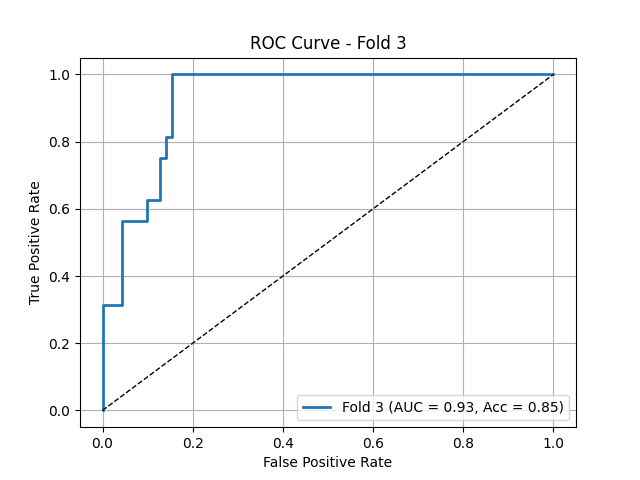 ROC Curve - Fold 3
True Positive Rate
1.0
0.8
0.6
0.4
0.2
0.0
Fold 3 (AUC = 0.93, Acc = 0.85)
0.0 0.2 0.4 0.6 0.8 1.0
False Positive Rate